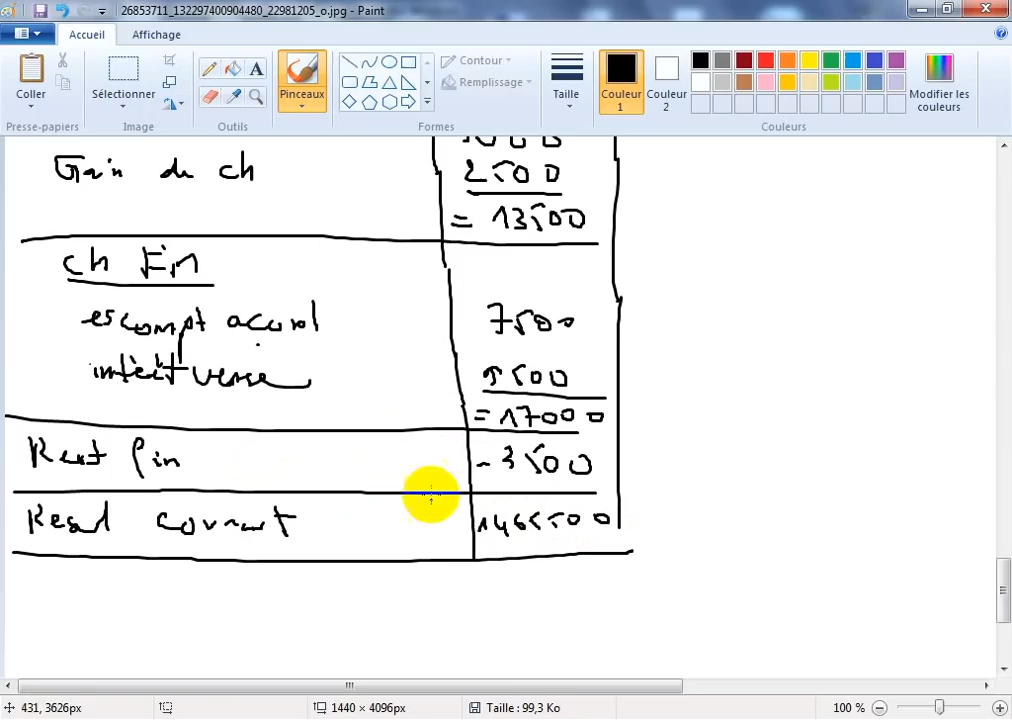 26853711_132297400904480_22981205_o.jpg - Paint
Accueil Affichage
Coller
Sélectionner
Pinceaux
Contour
Remplissage
Taille
Couleur 1
Couleur 2
Modifier les couleurs
Presse-papiers
Image
Outils
Formes
Couleurs
Gain de ch 2500
= 13500
ch FIN
escompt accord 7500
intéêt verse 9500
= 17000
Resut fin - 3500
Resul courant
431, 3626px
1440 × 4096px
Taille : 99,3 Ko
100 %